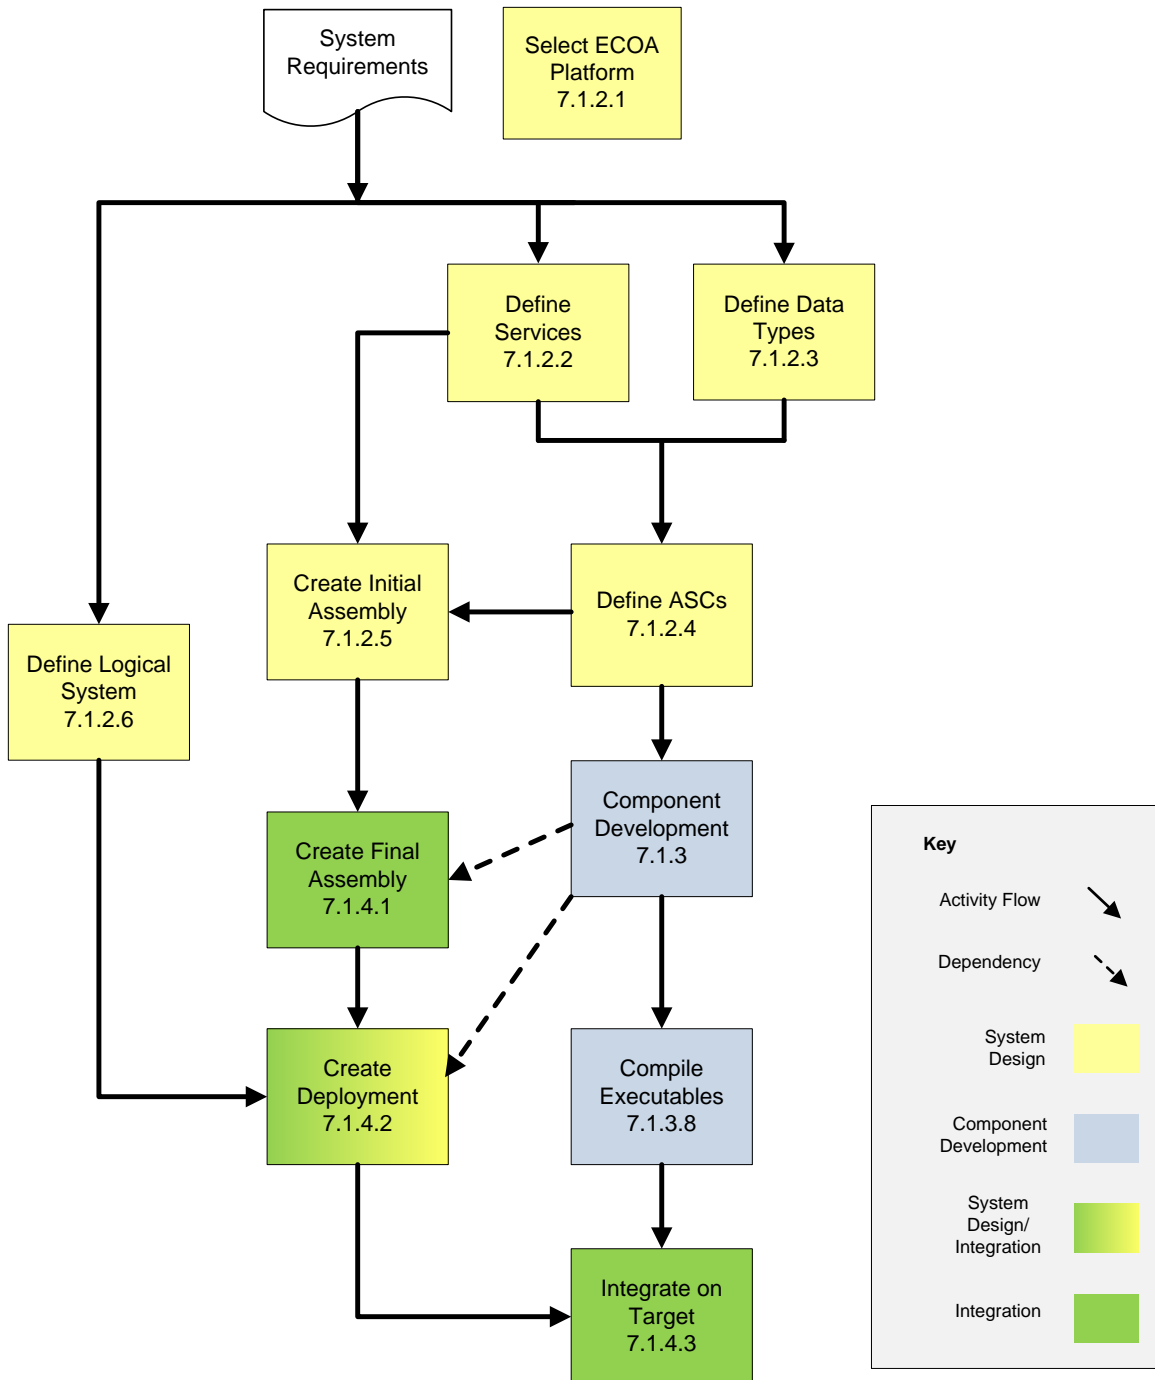 System
Requirements
Select ECOA
Platform
7.1.2.1
Define
Services
7.1.2.2
Define Data
Types
7.1.2.3
Create Initial
Assembly
7.1.2.5
Define ASCs
7.1.2.4
Define Logical
System
7.1.2.6
Create Final
Assembly
7.1.4.1
Component
Development
7.1.3
Create
Deployment
7.1.4.2
Compile
Executables
7.1.3.8
Integrate on
Target
7.1.4.3
Key
Activity Flow
Dependency
System
Design
Component
Development
System
Design/
Integration
Integration